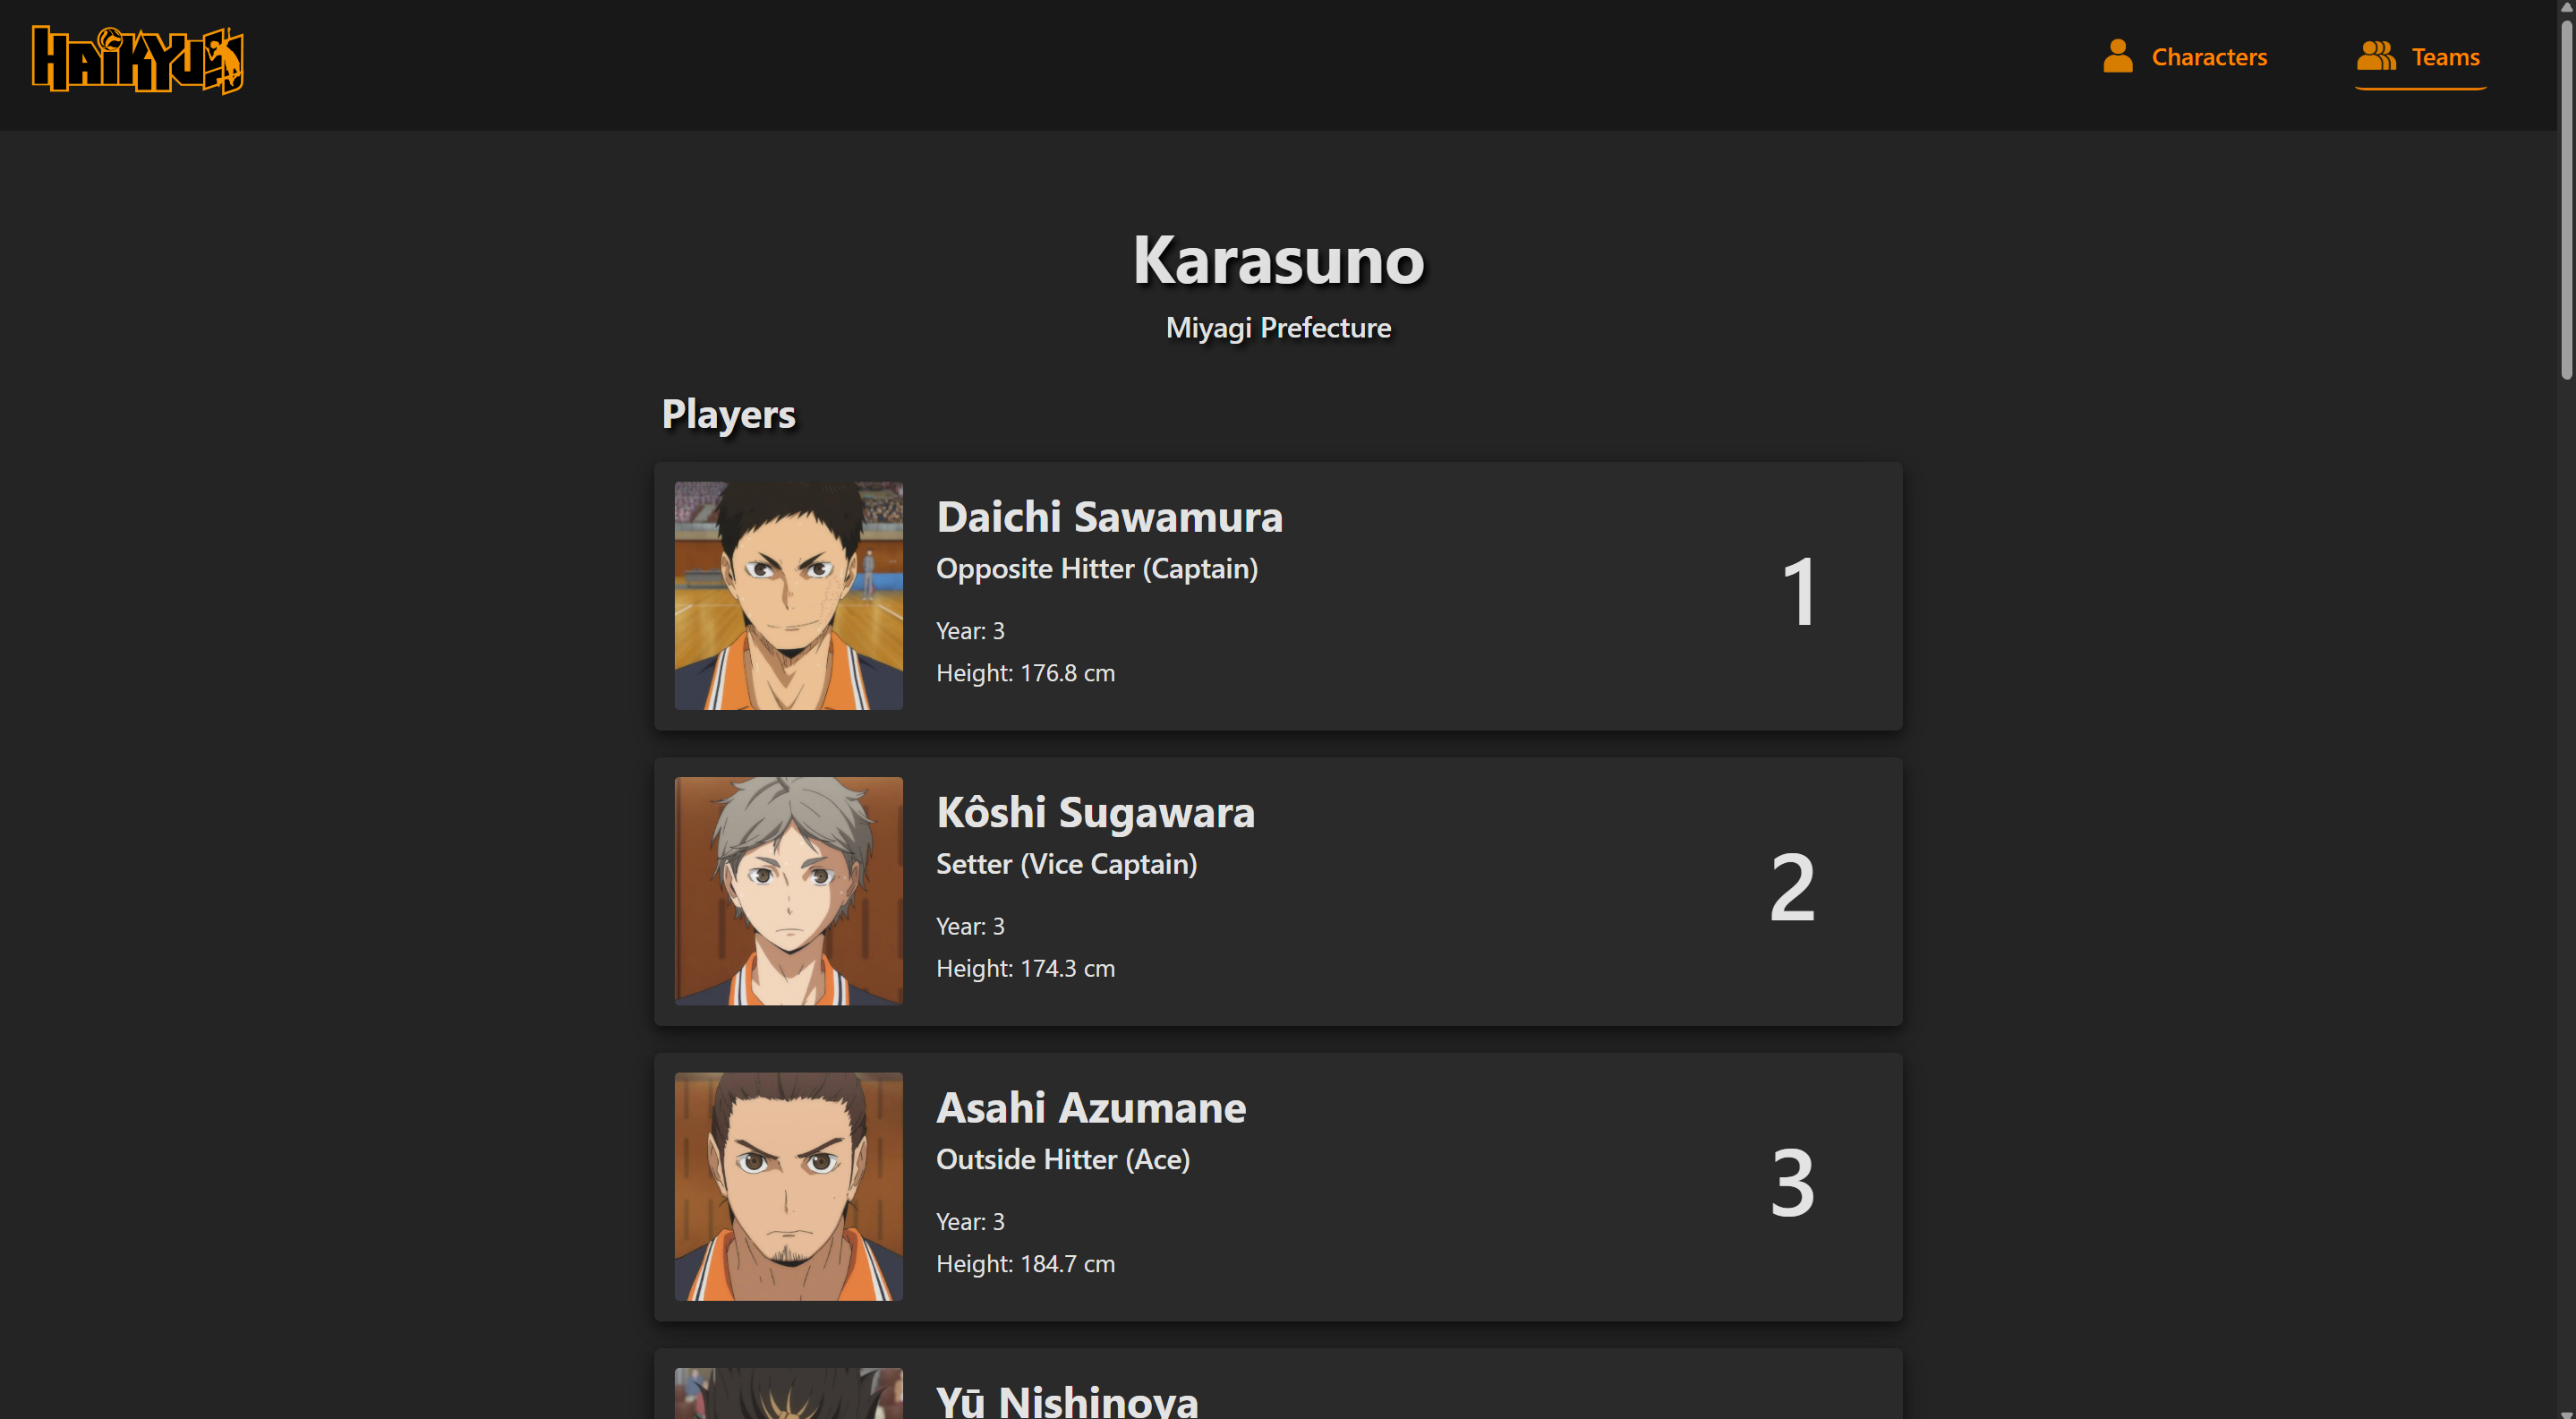 HAIKYU
Characters
Teams
Karasuno
Miyagi Prefecture
Players
Daichi Sawamura
Opposite Hitter (Captain)
Year: 3
Height: 176.8 cm
1
Kôshi Sugawara
Setter (Vice Captain)
Year: 3
Height: 174.3 cm
2
Asahi Azumane
Outside Hitter (Ace)
Year: 3
Height: 184.7 cm
3
Yū Nishinoya